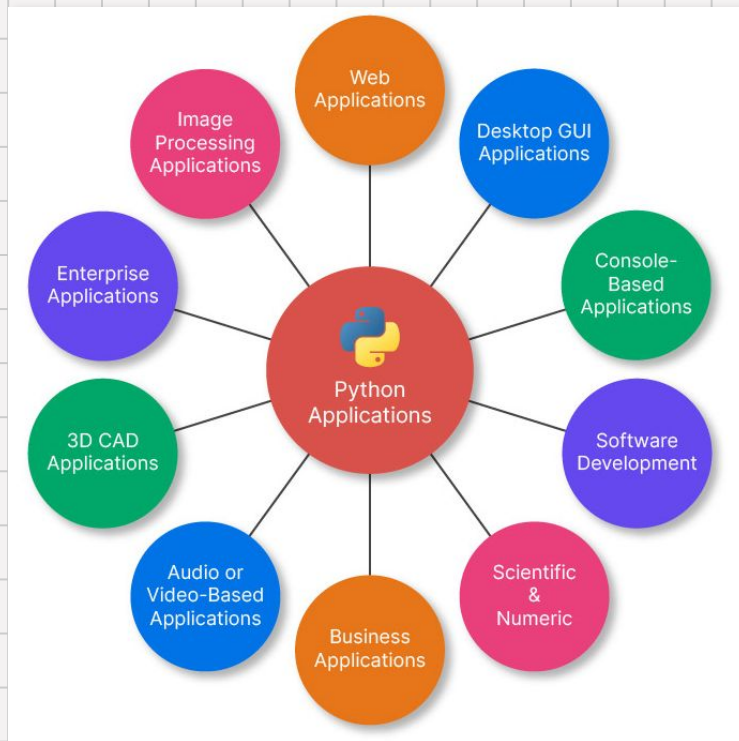 Web
Applications
Desktop GUI
Applications
Console-
Based
Applications
Software
Development
Scientific
&
Numeric
Business
Applications
Audio or
Video-Based
Applications
3D CAD
Applications
Enterprise
Applications
Image
Processing
Applications
Python
Applications